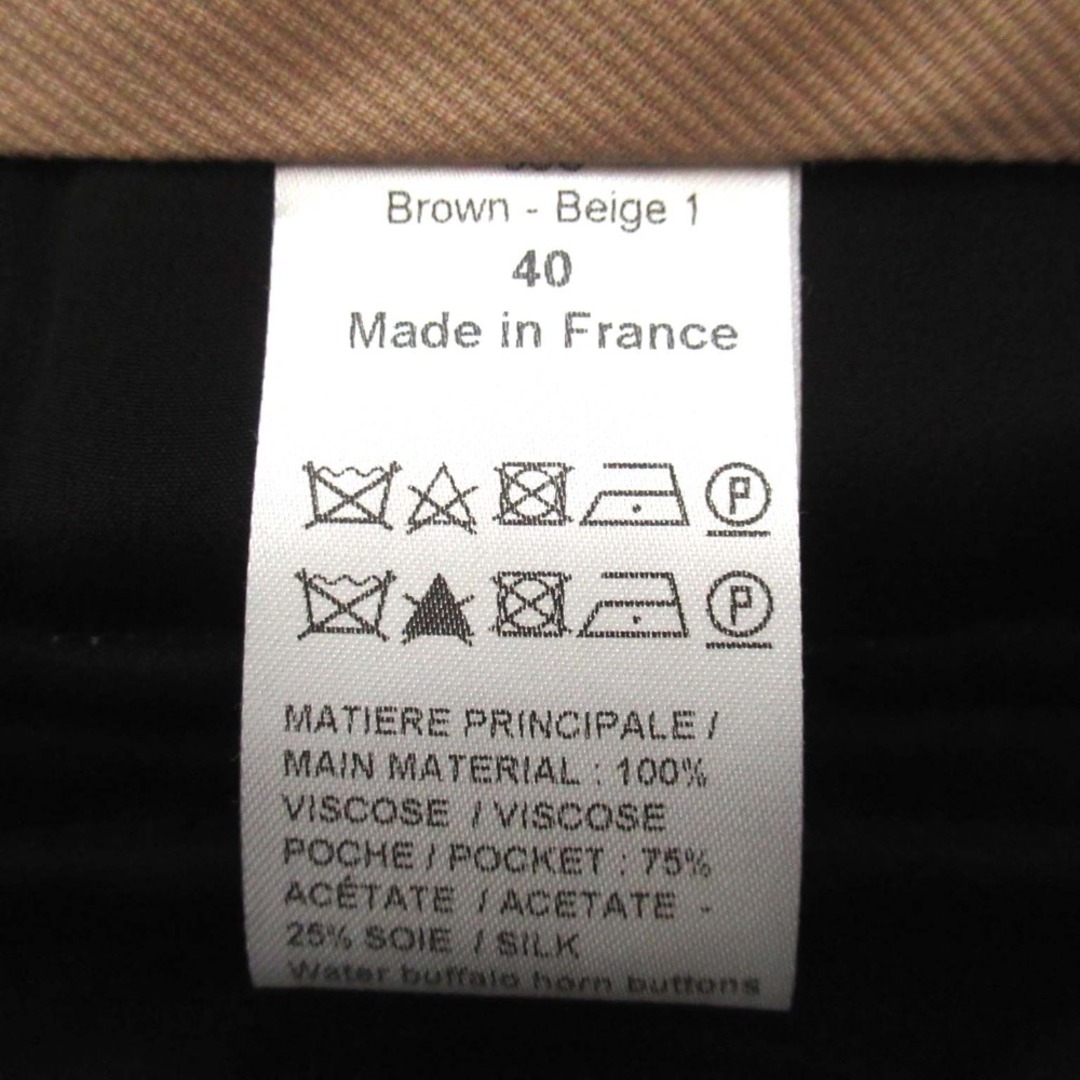 Brown - Beige 1
40
Made in France
P
P
MATIERE PRINCIPALE /
MAIN MATERIAL : 100%
VISCOSE / VISCOSE
POCHE / POCKET : 75%
ACÉTATE / ACETATE -
25% SOIE / SILK
Water buffalo horn buttons